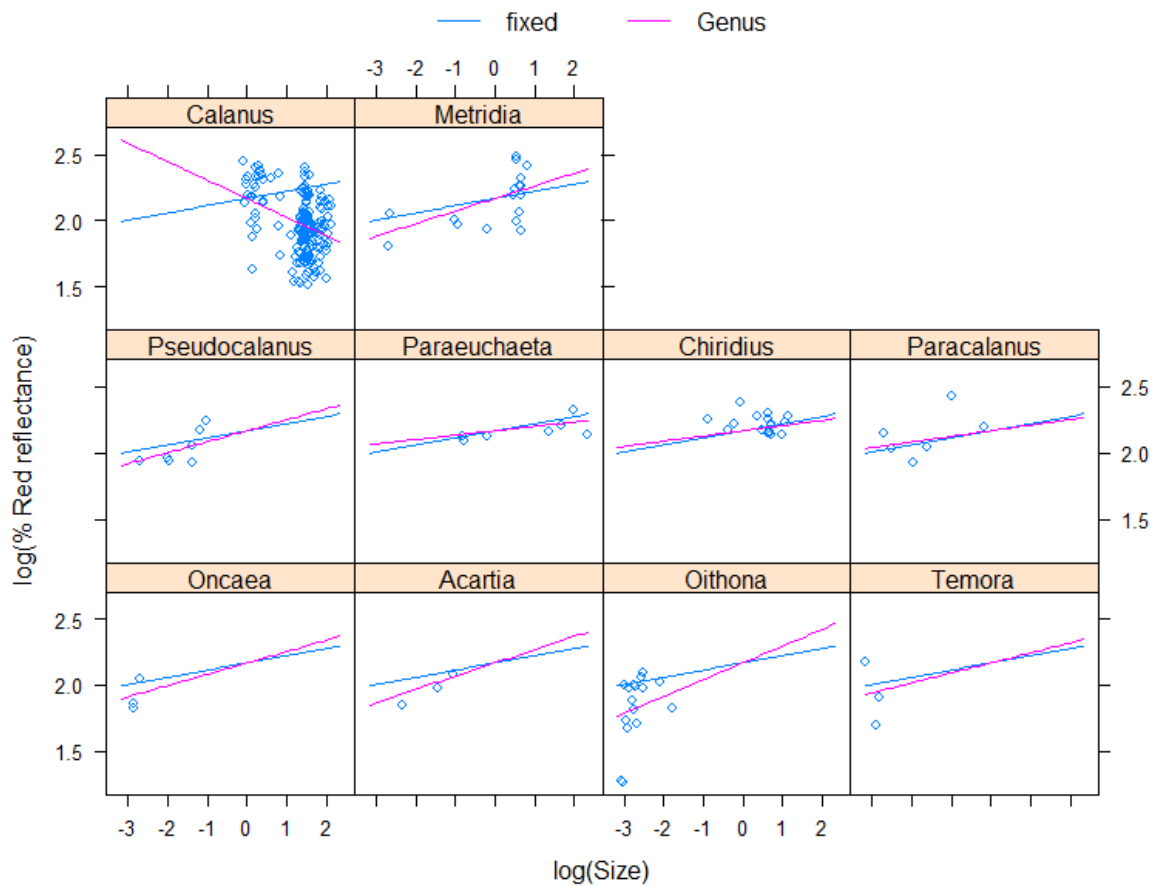 fixed Genus
-3 -2 -1 0 1 2
Calanus Metridia
2.5
2.0
1.5
Pseudocalanus Paraeuchaeta Chiridius Paracalanus
2.5
2.0
1.5
log(% Red reflectance)
Oncaea Acartia Oithona Temora
2.5
2.0
1.5
-3 -2 -1 0 1 2 -3 -2 -1 0 1 2
log(Size)